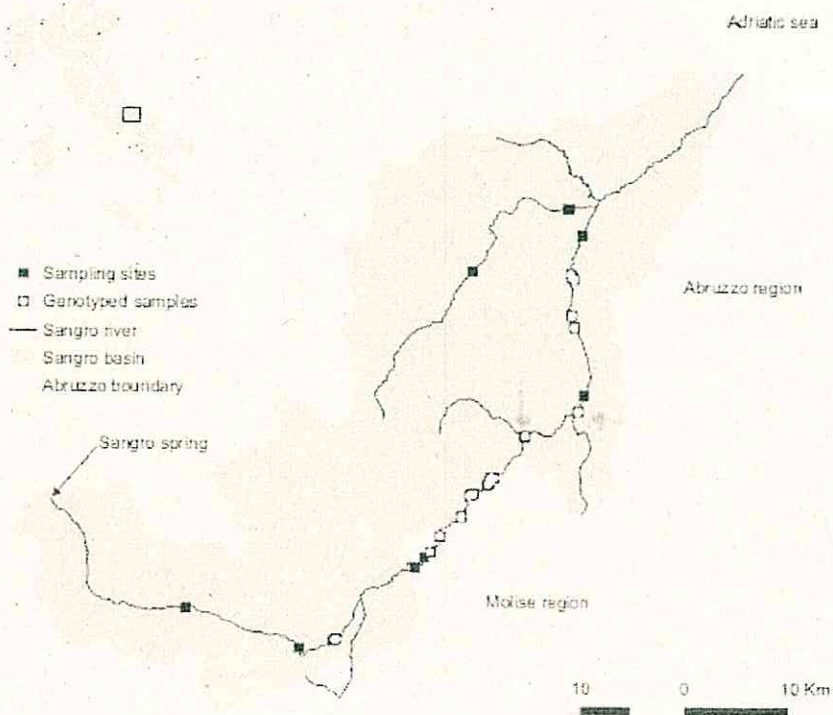 Adriatic sea
Sampling sites
Genotyped samples
Sangro river
Sangro basin
Abruzzo boundary
Abruzzo region
Sangro spring
Molise region
10 0 10 Km